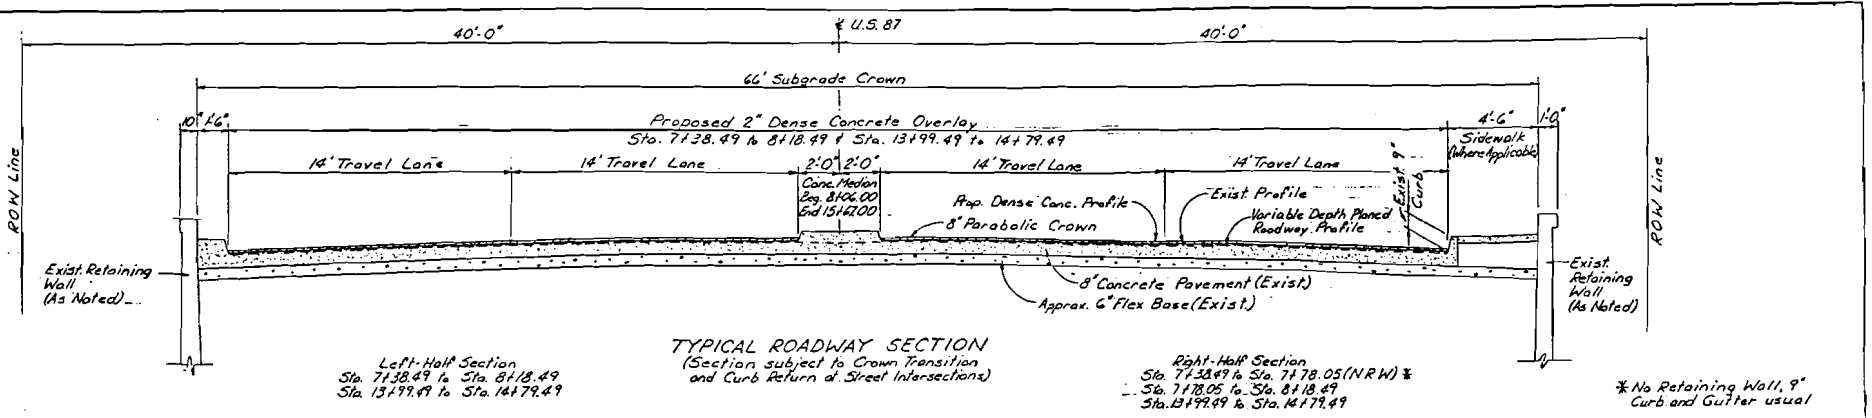 ℄ U.S. 87
40'-0" 40'-0"
66' Subgrade Crown
10" 1'-6" 4'-6" 1'-0"
Proposed 2" Dense Concrete Overlay
Sta. 7+38.49 to 8+18.49 & Sta. 13+99.49 to 14+79.49
Sidewalk
(Where Applicable)
14' Travel Lane 14' Travel Lane 2'-0" 2'-0" 14' Travel Lane 14' Travel Lane
Conc. Median
Beg. 8+06.00
End 15+67.00
Exist. 9"
Curb
ROW Line
ROW Line
Prop. Dense Conc. Profile
Exist. Profile
Variable Depth Planed
Roadway Profile
8" Parabolic Crown
Exist. Retaining
Wall
(As Noted)
8" Concrete Pavement (Exist.)
Approx. 6" Flex Base (Exist.)
Exist.
Retaining
Wall
(As Noted)
TYPICAL ROADWAY SECTION
(Section subject to Crown Transition
and Curb Return at Street Intersections)
Left-Half Section
Sta. 7+38.49 to Sta. 8+18.49
Sta. 13+99.49 to Sta. 14+79.49
Right-Half Section
Sta. 7+38.49 to Sta. 7+78.05 (NRW) *
Sta. 7+78.05 to Sta. 8+18.49
Sta. 13+99.49 to Sta. 14+79.49
* No Retaining Wall, 9"
Curb and Gutter usual